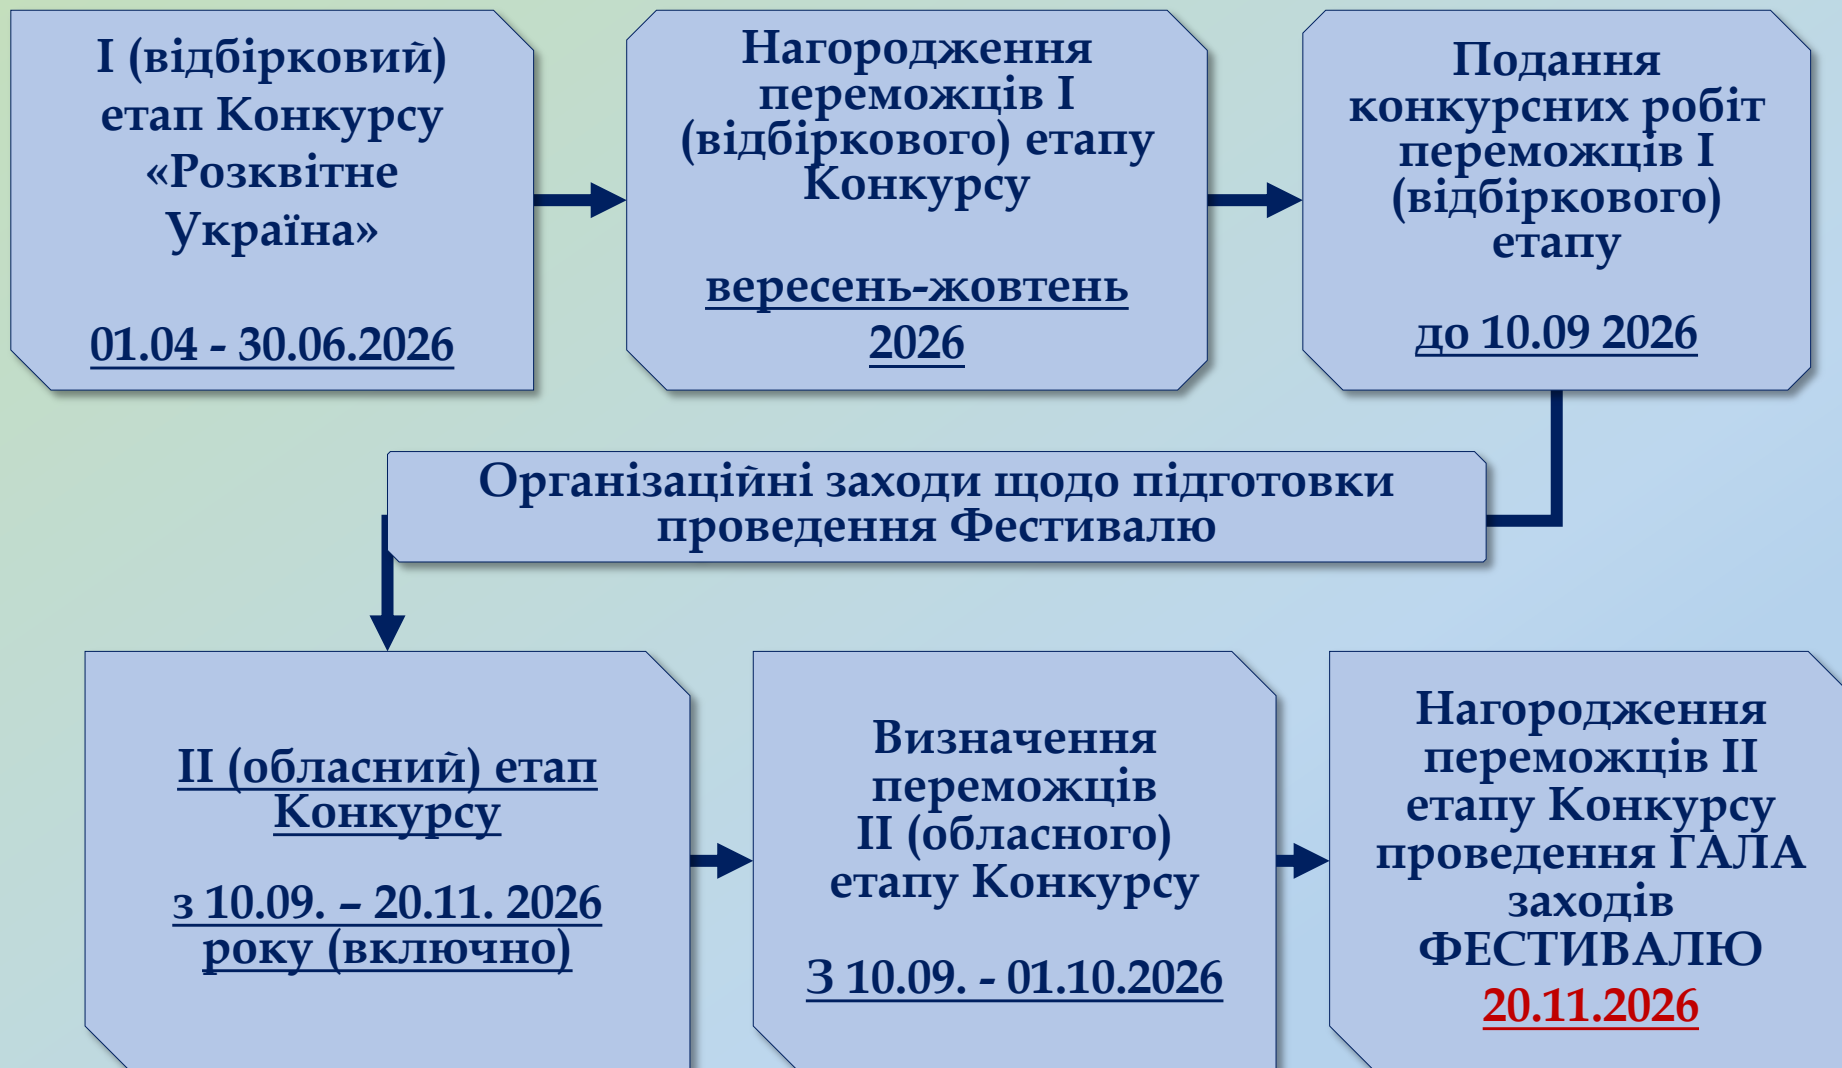 І (відбірковий)
етап Конкурсу
«Розквітне
Україна»
01.04 - 30.06.2026
Нагородження
переможців І
(відбіркового) етапу
Конкурсу
вересень-жовтень
2026
Подання
конкурсних робіт
переможців І
(відбіркового)
етапу
до 10.09 2026
Організаційні заходи щодо підготовки
проведення Фестивалю
ІІ (обласний) етап
Конкурсу
з 10.09. – 20.11. 2026
року (включно)
Визначення
переможців
ІІ (обласного)
етапу Конкурсу
З 10.09. - 01.10.2026
Нагородження
переможців ІІ
етапу Конкурсу
проведення ГАЛА
заходів
ФЕСТИВАЛЮ
20.11.2026